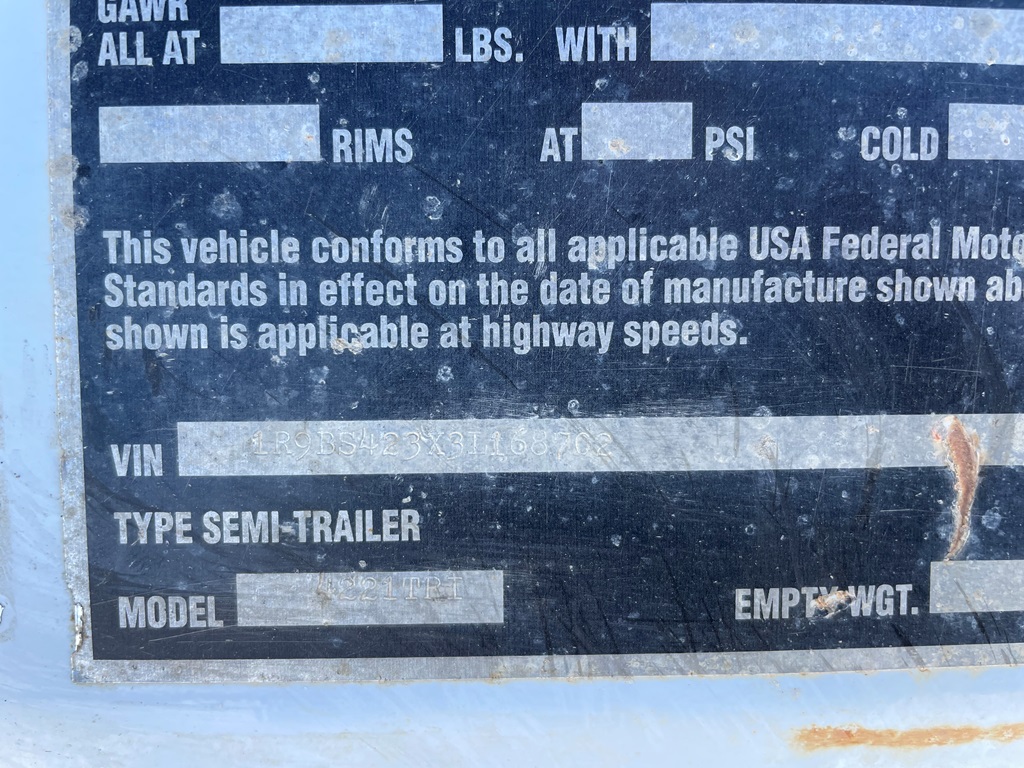 GAWR
ALL AT LBS. WITH
RIMS AT PSI COLD
This vehicle conforms to all applicable USA Federal Moto
Standards in effect on the date of manufacture shown ab
shown is applicable at highway speeds.
VIN 1R9BS423X3L168702
TYPE SEMI-TRAILER
MODEL 4221TRI
EMPTY WGT.